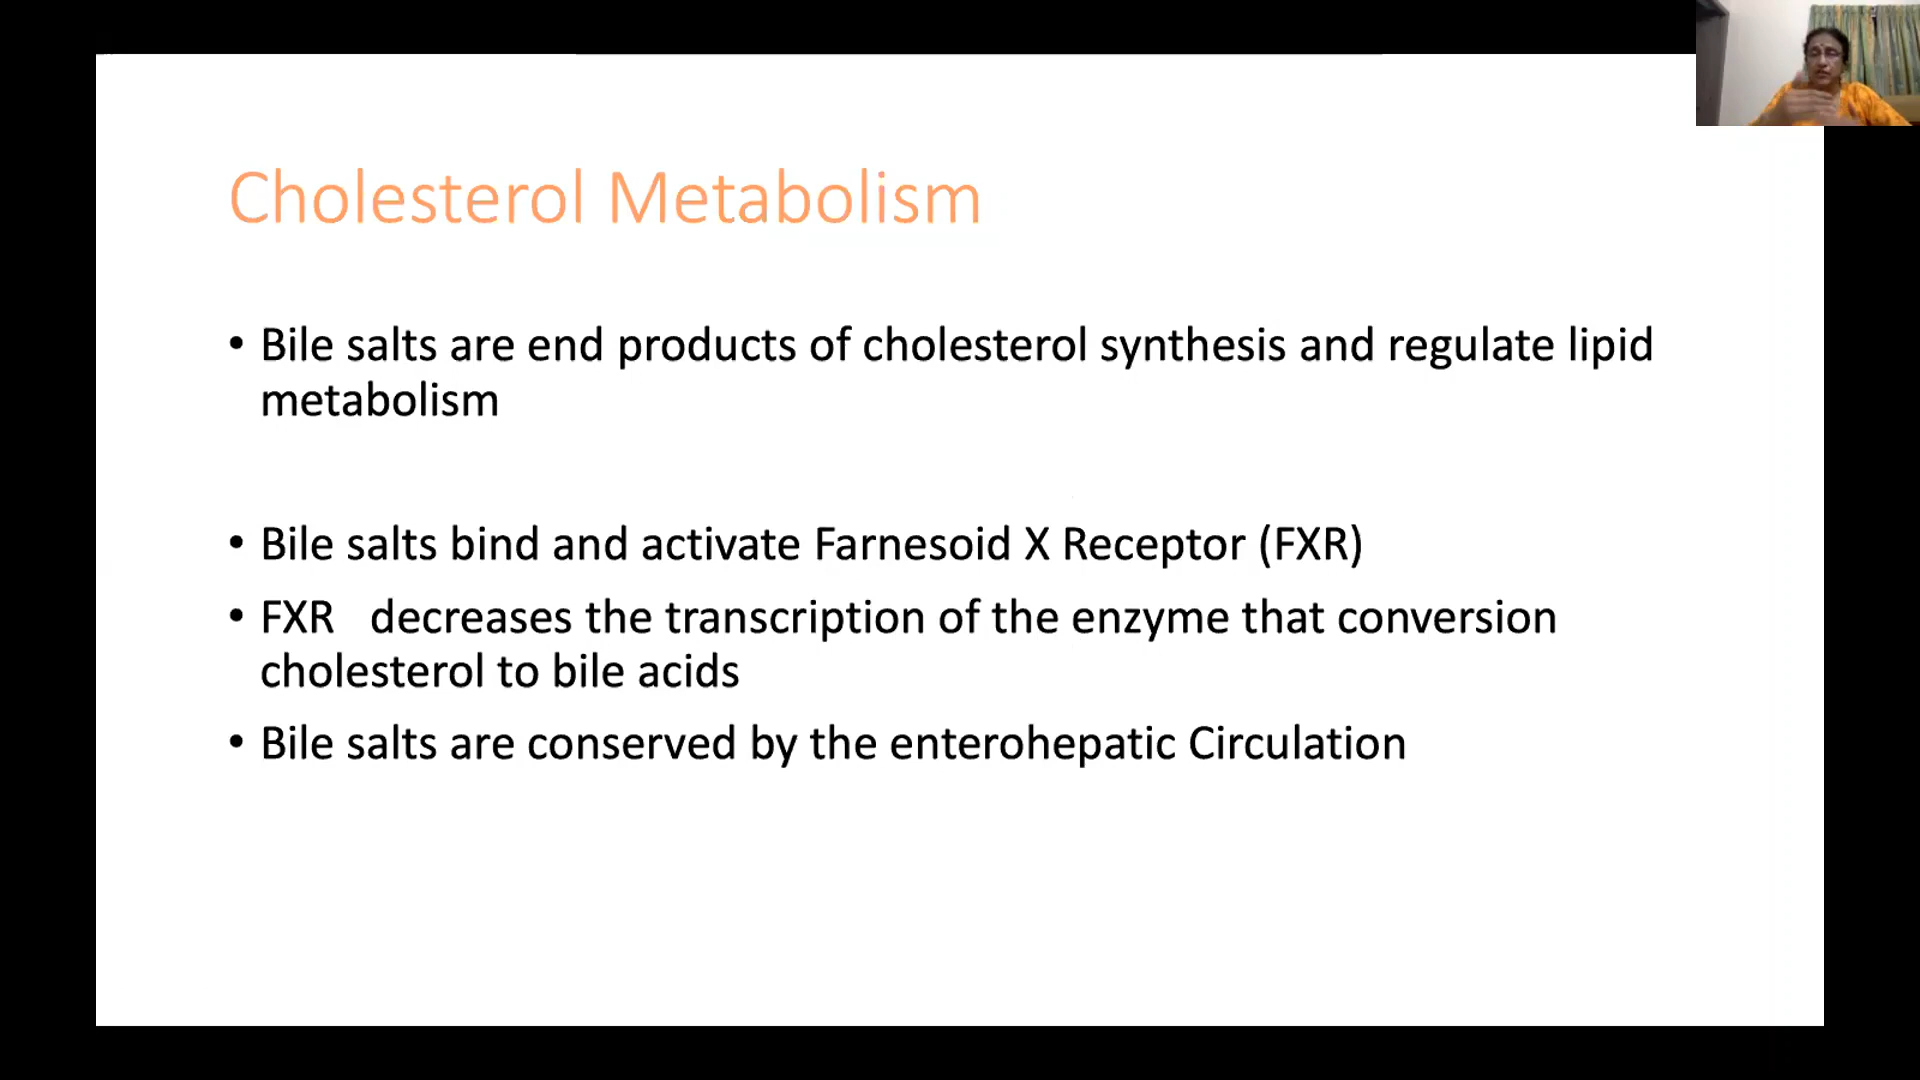 Cholesterol Metabolism
• Bile salts are end products of cholesterol synthesis and regulate lipid
metabolism
• Bile salts bind and activate Farnesoid X Receptor (FXR)
• FXR   decreases the transcription of the enzyme that conversion
cholesterol to bile acids
• Bile salts are conserved by the enterohepatic Circulation